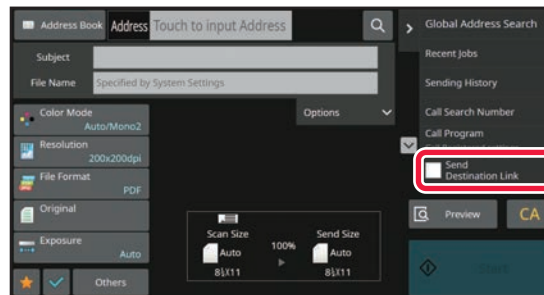 Address Book Address Touch to input Address
Subject
File Name Specified by System Settings
Color Mode
Auto/Mono2
Resolution
200x200dpi
File Format
PDF
Original
Exposure
Auto
Others
Options
Scan Size
Auto
8½X11
100%
Send Size
Auto
8½X11
Global Address Search
Recent Jobs
Sending History
Call Search Number
Call Program
Send
Destination Link
Preview
CA
Start